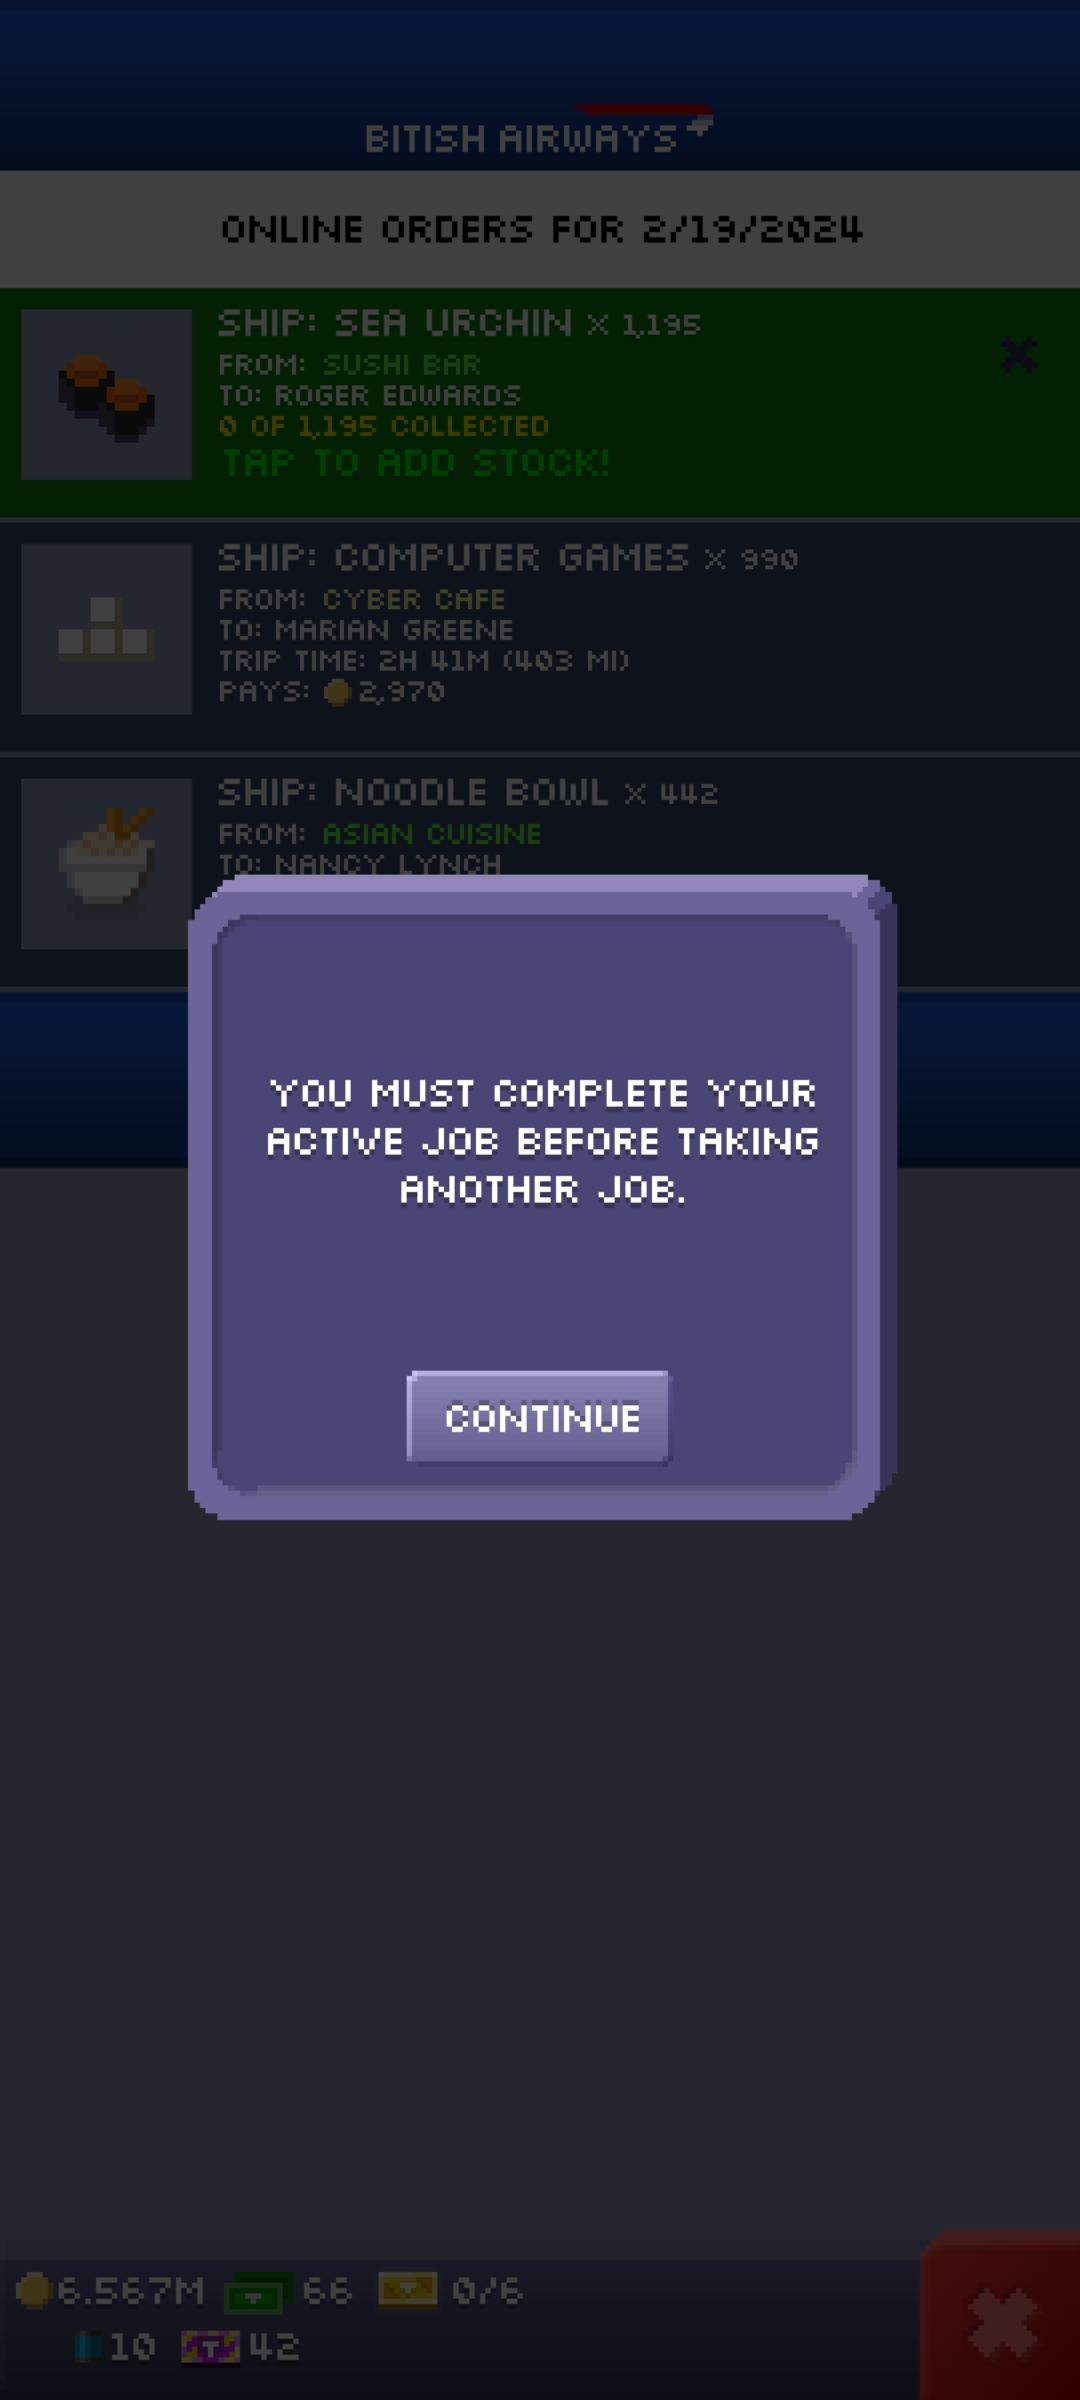 BITISH AIRWAYS
ONLINE ORDERS FOR 2/19/2024
SHIP: SEA URCHIN X 1,195
FROM: SUSHI BAR
TO: ROGER EDWARDS
0 OF 1,195 COLLECTED
TAP TO ADD STOCK!
SHIP: COMPUTER GAMES X 990
FROM: CYBER CAFE
TO: MARIAN GREENE
TRIP TIME: 2H 41M (403 MI)
PAYS: 2,970
SHIP: NOODLE BOWL X 442
FROM: ASIAN CUISINE
TO: NANCY LYNCH
YOU MUST COMPLETE YOUR
ACTIVE JOB BEFORE TAKING
ANOTHER JOB.
CONTINUE
6.567M 66 0/6
10 T 42